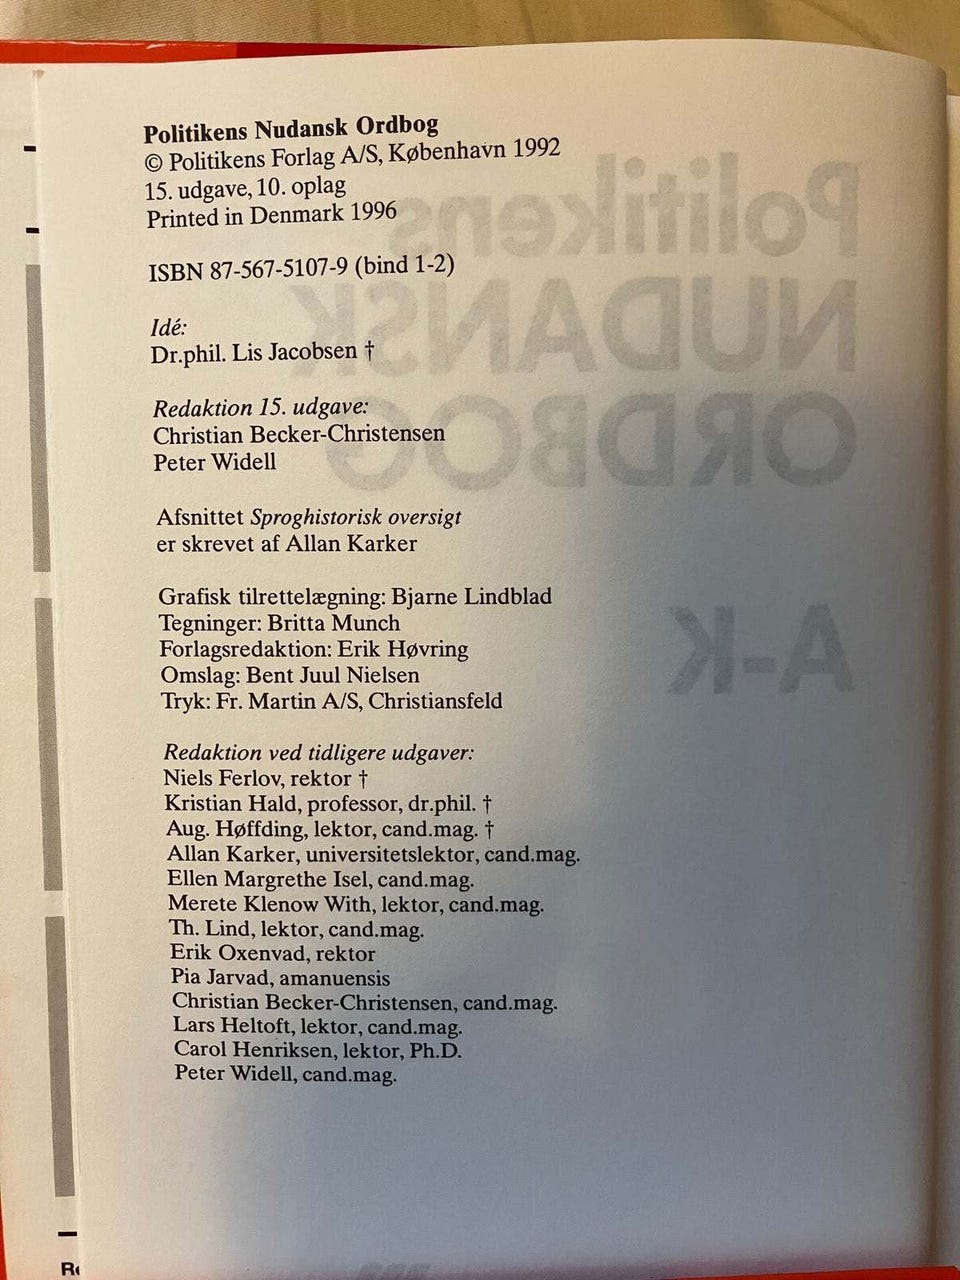 Politikens Nudansk Ordbog
© Politikens Forlag A/S, København 1992
15. udgave, 10. oplag
Printed in Denmark 1996
ISBN 87-567-5107-9 (bind 1-2)
Idé:
Dr.phil. Lis Jacobsen †
Redaktion 15. udgave:
Christian Becker-Christensen
Peter Widell
Afsnittet Sproghistorisk oversigt
er skrevet af Allan Karker
Grafisk tilrettelægning: Bjarne Lindblad
Tegninger: Britta Munch
Forlagsredaktion: Erik Høvring
Omslag: Bent Juul Nielsen
Tryk: Fr. Martin A/S, Christiansfeld
Redaktion ved tidligere udgaver:
Niels Ferlov, rektor †
Kristian Hald, professor, dr.phil. †
Aug. Høffding, lektor, cand.mag. †
Allan Karker, universitetslektor, cand.mag.
Ellen Margrethe Isel, cand.mag.
Merete Klenow With, lektor, cand.mag.
Th. Lind, lektor, cand.mag.
Erik Oxenvad, rektor
Pia Jarvad, amanuensis
Christian Becker-Christensen, cand.mag.
Lars Heltoft, lektor, cand.mag.
Carol Henriksen, lektor, Ph.D.
Peter Widell, cand.mag.
Politikens
NUDANSK
ORDBOG
A-K